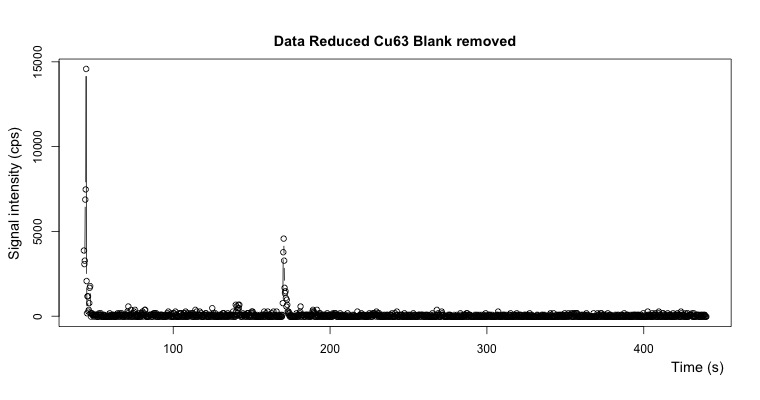 Data Reduced Cu63 Blank removed
Signal intensity (cps)
15000
10000
5000
0
100
200
300
400
Time (s)